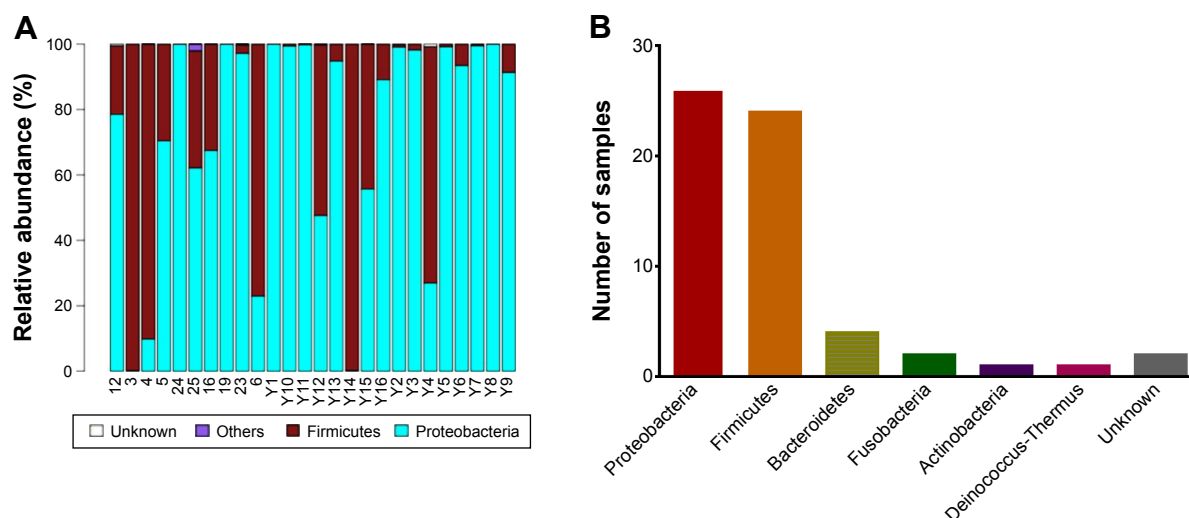 A
Relative abundance (%)
100
80
60
40
20
0
12 3 4 5 24 25 16 19 23 6 Y1 Y10 Y11 Y12 Y13 Y14 Y15 Y16 Y2 Y3 Y4 Y5 Y6 Y7 Y8 Y9
Unknown Others Firmicutes Proteobacteria
B
Number of samples
30
20
10
0
Proteobacteria
Firmicutes
Bacteroidetes
Fusobacteria
Actinobacteria
Deinococcus-Thermus
Unknown